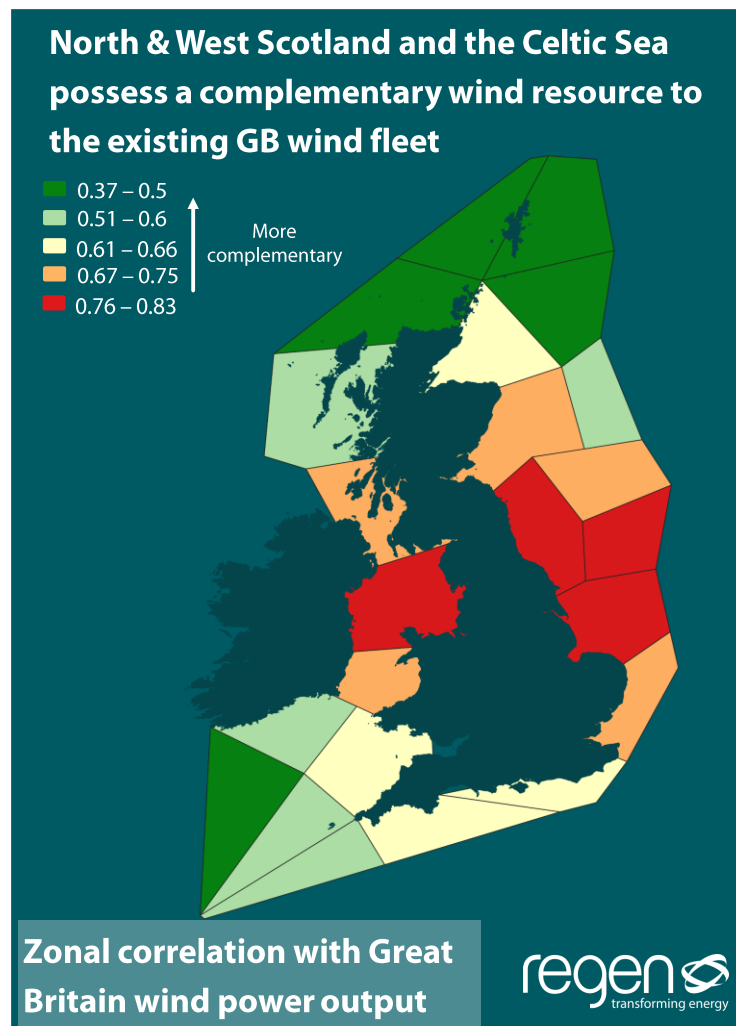 North & West Scotland and the Celtic Sea
possess a complementary wind resource to
the existing GB wind fleet
0.37 – 0.5
0.51 – 0.6
0.61 – 0.66
0.67 – 0.75
0.76 – 0.83
More
complementary
Zonal correlation with Great
Britain wind power output
regen
transforming energy